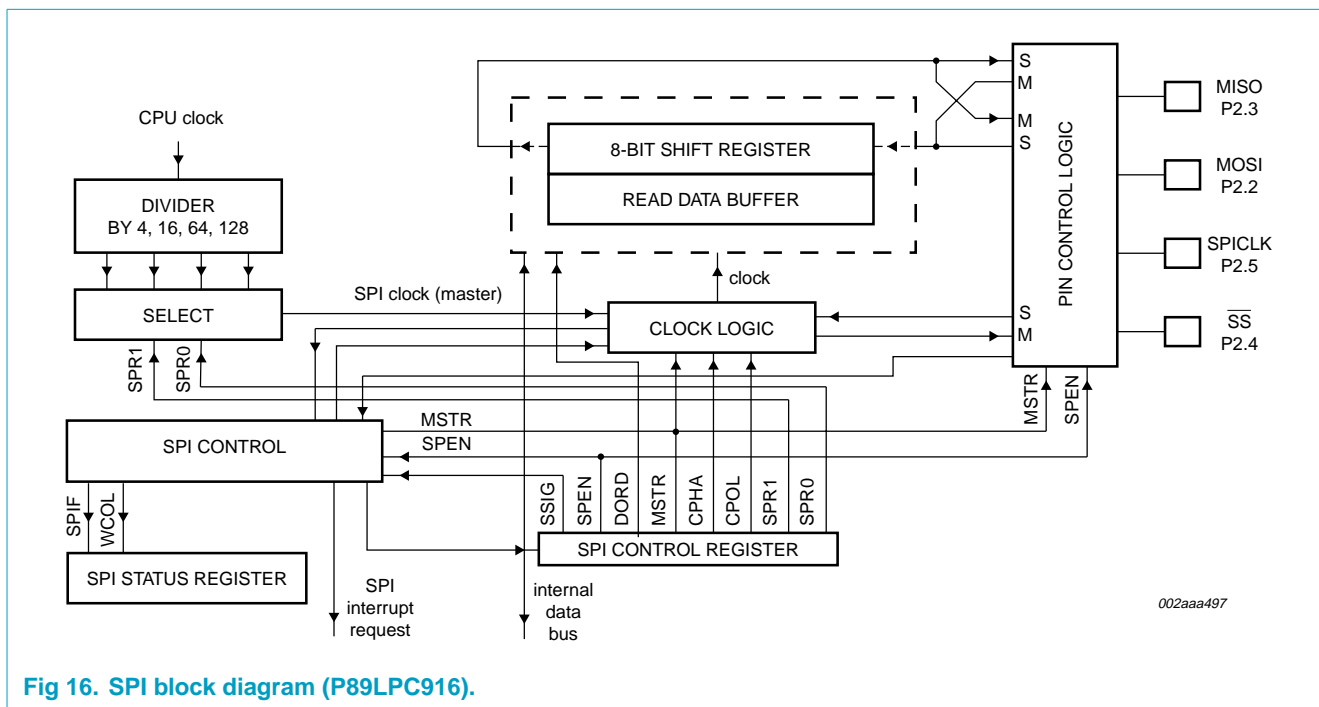 CPU clock
DIVIDER
BY 4, 16, 64, 128
SELECT
SPR1
SPR0
SPI clock (master)
8-BIT SHIFT REGISTER
READ DATA BUFFER
clock
CLOCK LOGIC
S
M
M
S
S
M
PIN CONTROL LOGIC
MISO
P2.3
MOSI
P2.2
SPICLK
P2.5
SS
P2.4
MSTR
SPEN
SPI CONTROL
MSTR
SPEN
SPIF
WCOL
SPI STATUS REGISTER
SPI
interrupt
request
SSIG
SPEN
DORD
MSTR
CPHA
CPOL
SPR1
SPR0
SPI CONTROL REGISTER
internal
data
bus
002aaa497
Fig 16. SPI block diagram (P89LPC916).